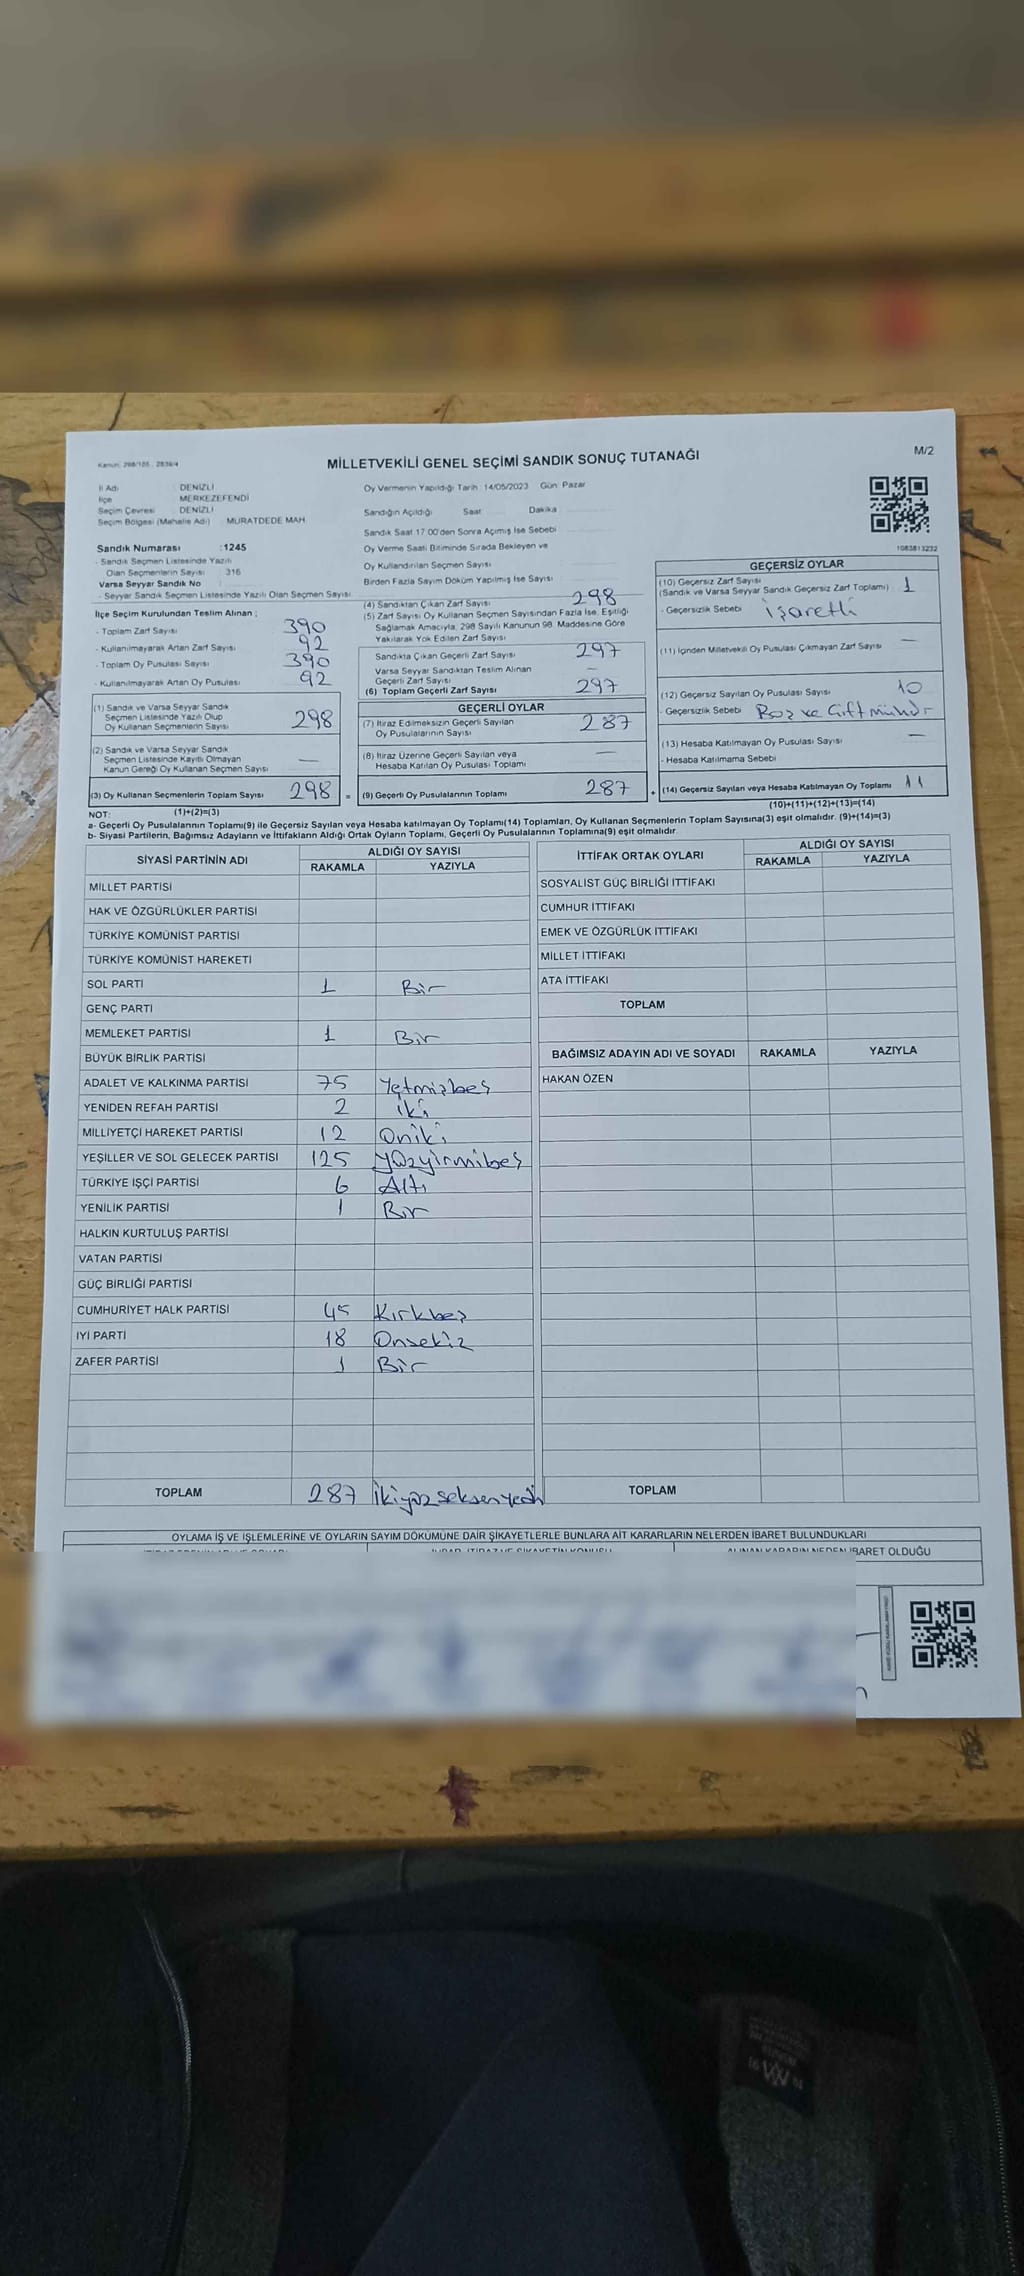 Kanun: 298/105 - 2839/4
MİLLETVEKİLİ GENEL SEÇİMİ SANDIK SONUÇ TUTANAĞI
M/2
İl Adı : DENİZLİ
İlçe : MERKEZEFENDİ
Seçim Çevresi : DENİZLİ
Seçim Bölgesi (Mahalle Adı) : MURATDEDE MAH.
Oy Vermenin Yapıldığı Tarih: 14/05/2023 Gün: Pazar
Sandığın Açıldığı Saat Dakika
Sandık Saat 17.00'den Sonra Açımış İse Sebebi
Oy Verme Saati Bitiminde Sırada Bekleyen ve
Oy Kullandırılan Seçmen Sayısı
Birden Fazla Sayım Döküm Yapılmış İse Sayısı
1083813232
Sandık Numarası :1245
- Sandık Seçmen Listesinde Yazılı
Olan Seçmenlerin Sayısı : 316
Varsa Seyyar Sandık No :
- Seyyar Sandık Seçmen Listesinde Yazılı Olan Seçmen Sayısı
İlçe Seçim Kurulundan Teslim Alınan ;
- Toplam Zarf Sayısı 390
- Kullanılmayarak Artan Zarf Sayısı 92
- Toplam Oy Pusulası Sayısı 390
- Kullanılmayarak Artan Oy Pusulası 92
(1) Sandık ve Varsa Seyyar Sandık
Seçmen Listesinde Yazılı Olup
Oy Kullanan Seçmenlerin Sayısı 298
(2) Sandık ve Varsa Seyyar Sandık
Seçmen Listesinde Kayıtlı Olmayan
Kanun Gereği Oy Kullanan Seçmen Sayısı —
(3) Oy Kullanan Seçmenlerin Toplam Sayısı 298 =
(4) Sandıktan Çıkan Zarf Sayısı 298
(5) Zarf Sayısı Oy Kullanan Seçmen Sayısından Fazla İse, Eşitliği
Sağlamak Amacıyla, 298 Sayılı Kanunun 98. Maddesine Göre
Yakılarak Yok Edilen Zarf Sayısı
Sandıkta Çıkan Geçerli Zarf Sayısı 297
Varsa Seyyar Sandıktan Teslim Alınan
Geçerli Zarf Sayısı —
(6) Toplam Geçerli Zarf Sayısı 297
GEÇERLİ OYLAR
(7) İtiraz Edilmeksizin Geçerli Sayılan
Oy Pusulalarının Sayısı 287
(8) İtiraz Üzerine Geçerli Sayılan veya
Hesaba Katılan Oy Pusulası Toplamı —
(9) Geçerli Oy Pusulalarının Toplamı 287 +
GEÇERSİZ OYLAR
(10) Geçersiz Zarf Sayısı
(Sandık ve Varsa Seyyar Sandık Geçersiz Zarf Toplamı) : 1
- Geçersizlik Sebebi işaretli
(11) İçinden Milletvekili Oy Pusulası Çıkmayan Zarf Sayısı —
(12) Geçersiz Sayılan Oy Pusulası Sayısı 10
- Geçersizlik Sebebi Boş ve Çift mühür
(13) Hesaba Katılmayan Oy Pusulası Sayısı —
- Hesaba Katılmama Sebebi
(14) Geçersiz Sayılan veya Hesaba Katılmayan Oy Toplamı 11
NOT: (1)+(2)=(3) (10)+(11)+(12)+(13)=(14)
a- Geçerli Oy Pusulalarının Toplamı(9) ile Geçersiz Sayılan veya Hesaba katılmayan Oy Toplamı(14) Toplamları, Oy Kullanan Seçmenlerin Toplam Sayısına(3) eşit olmalıdır. (9)+(14)=(3)
b- Siyasi Partilerin, Bağımsız Adayların ve İttifakların Aldığı Ortak Oyların Toplamı, Geçerli Oy Pusulalarının Toplamına(9) eşit olmalıdır.
SİYASİ PARTİNİN ADI ALDIĞI OY SAYISI
RAKAMLA YAZIYLA
MİLLET PARTİSİ
HAK VE ÖZGÜRLÜKLER PARTİSİ
TÜRKİYE KOMÜNİST PARTİSİ
TÜRKİYE KOMÜNİST HAREKETİ
SOL PARTİ 1 Bir
GENÇ PARTİ
MEMLEKET PARTİSİ 1 Bir
BÜYÜK BİRLİK PARTİSİ
ADALET VE KALKINMA PARTİSİ 75 Yetmişbeş
YENİDEN REFAH PARTİSİ 2 iki
MİLLİYETÇİ HAREKET PARTİSİ 12 Oniki
YEŞİLLER VE SOL GELECEK PARTİSİ 125 yüzyirmibeş
TÜRKİYE İŞÇİ PARTİSİ 6 Altı
YENİLİK PARTİSİ 1 Bir
HALKIN KURTULUŞ PARTİSİ
VATAN PARTİSİ
GÜÇ BİRLİĞİ PARTİSİ
CUMHURİYET HALK PARTİSİ 45 Kırkbeş
İYİ PARTİ 18 Onsekiz
ZAFER PARTİSİ 1 Bir
TOPLAM 287 ikiyüzseksenyedi
İTTİFAK ORTAK OYLARI ALDIĞI OY SAYISI
RAKAMLA YAZIYLA
SOSYALİST GÜÇ BİRLİĞİ İTTİFAKI
CUMHUR İTTİFAKI
EMEK VE ÖZGÜRLÜK İTTİFAKI
MİLLET İTTİFAKI
ATA İTTİFAKI
TOPLAM
BAĞIMSIZ ADAYIN ADI VE SOYADI RAKAMLA YAZIYLA
HAKAN ÖZEN
TOPLAM
OYLAMA İŞ VE İŞLEMLERİNE VE OYLARIN SAYIM DÖKÜMÜNE DAİR ŞİKAYETLERLE BUNLARA AİT KARARLARIN NELERDEN İBARET BULUNDUKLARI
ALINAN KARARIN NEDEN İBARET OLDUĞU